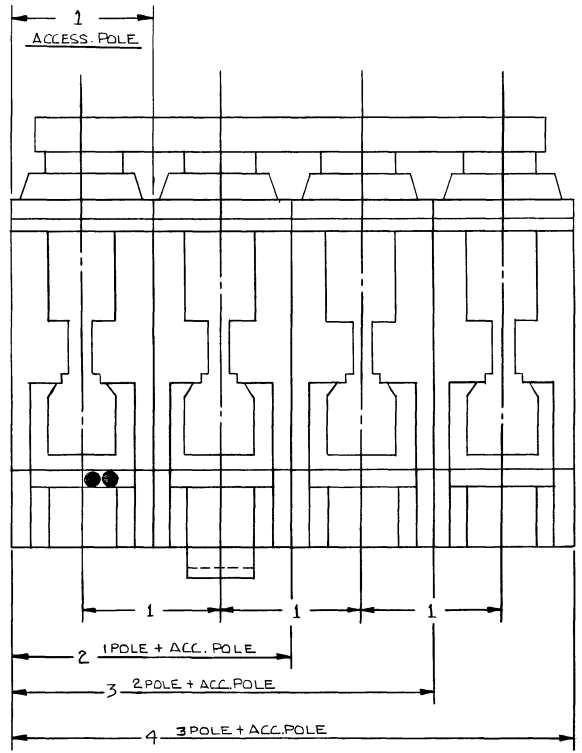 1
ACCESS. POLE
1 1 1
1 POLE + ACC. POLE
2
2 POLE + ACC. POLE
3
3 POLE + ACC. POLE
4